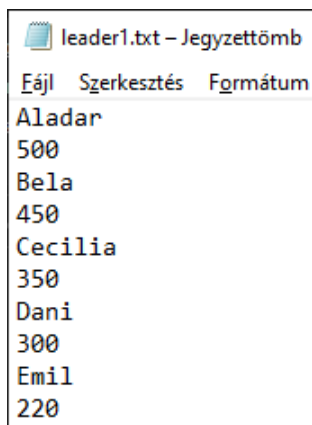 leader1.txt – Jegyzettömb
Fájl Szerkesztés Formátum
Aladar
500
Bela
450
Cecilia
350
Dani
300
Emil
220